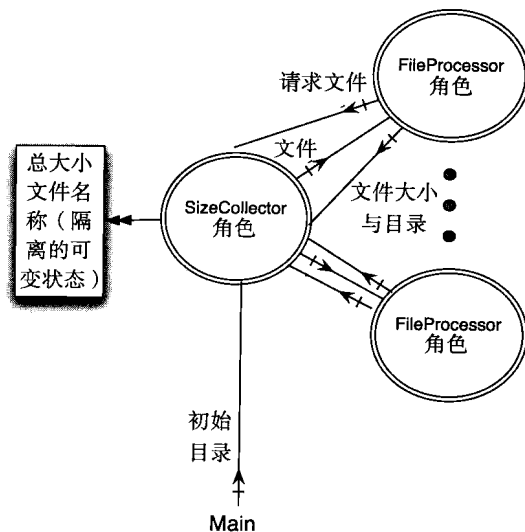 FileProcessor
角色
请求文件
文件
总大小
文件名
称（隔
离的可
变状态）
SizeCollector
角色
文件大小
与目录
FileProcessor
角色
初始
目录
Main